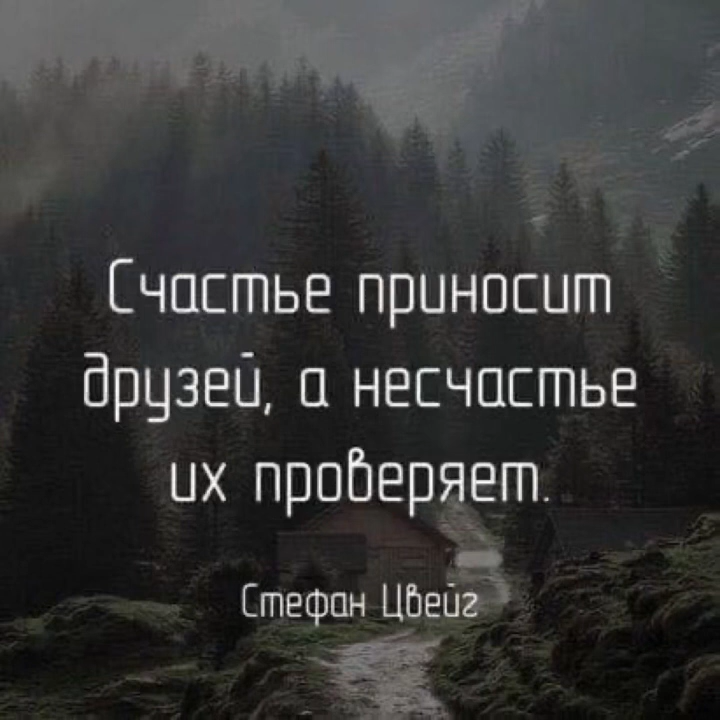 Счастье приносит
друзей, а несчастье
их проверяет.
Стефан Цвейг